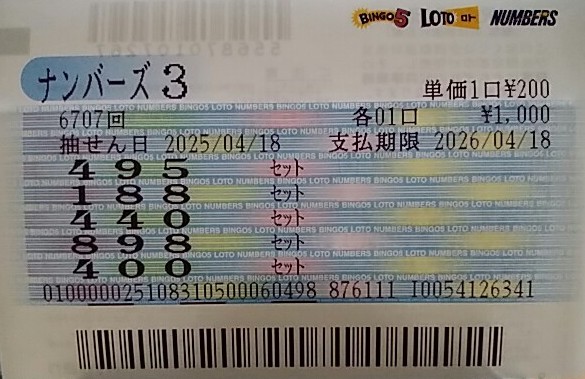 BINGO5 LOTO ロト NUMBERS
ナンバーズ3 単価1口¥200
6707回 各01口 ¥1,000
抽せん日 2025/04/18 支払期限 2026/04/18
495 セット
188 セット
440 セット
898 セット
400 セット
010000025108310500060498 876111 I0054126341